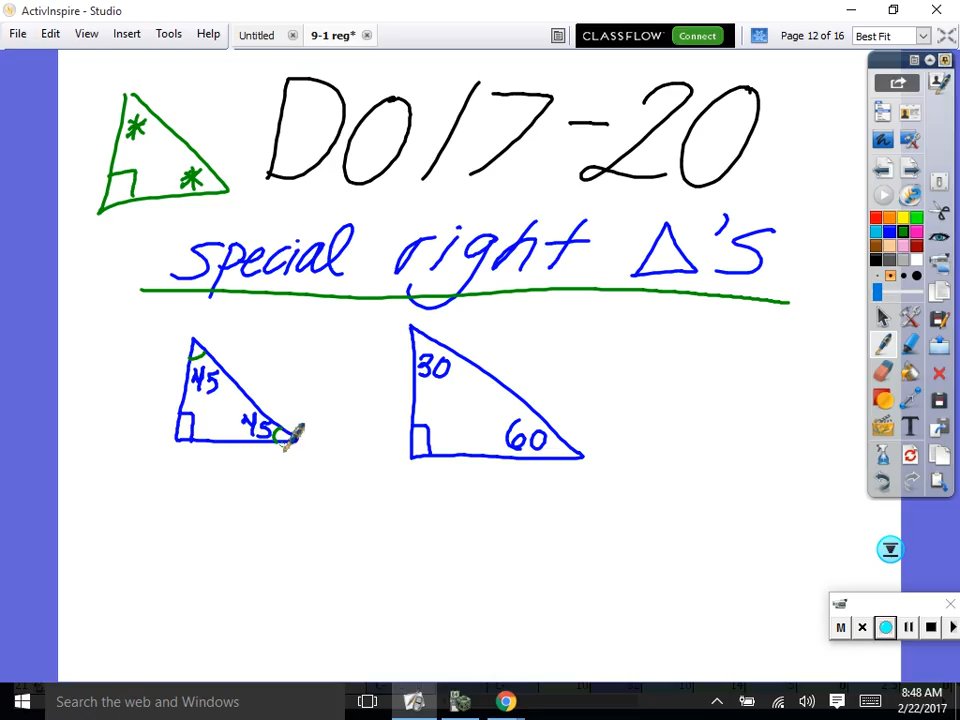 ActivInspire - Studio
File Edit View Insert Tools Help Untitled 9-1 reg* CLASSFLOW Connect Page 12 of 16 Best Fit
* *
DO 17-20
special right Δ's
45 45
30 60
M
Search the web and Windows
8:48 AM
2/22/2017